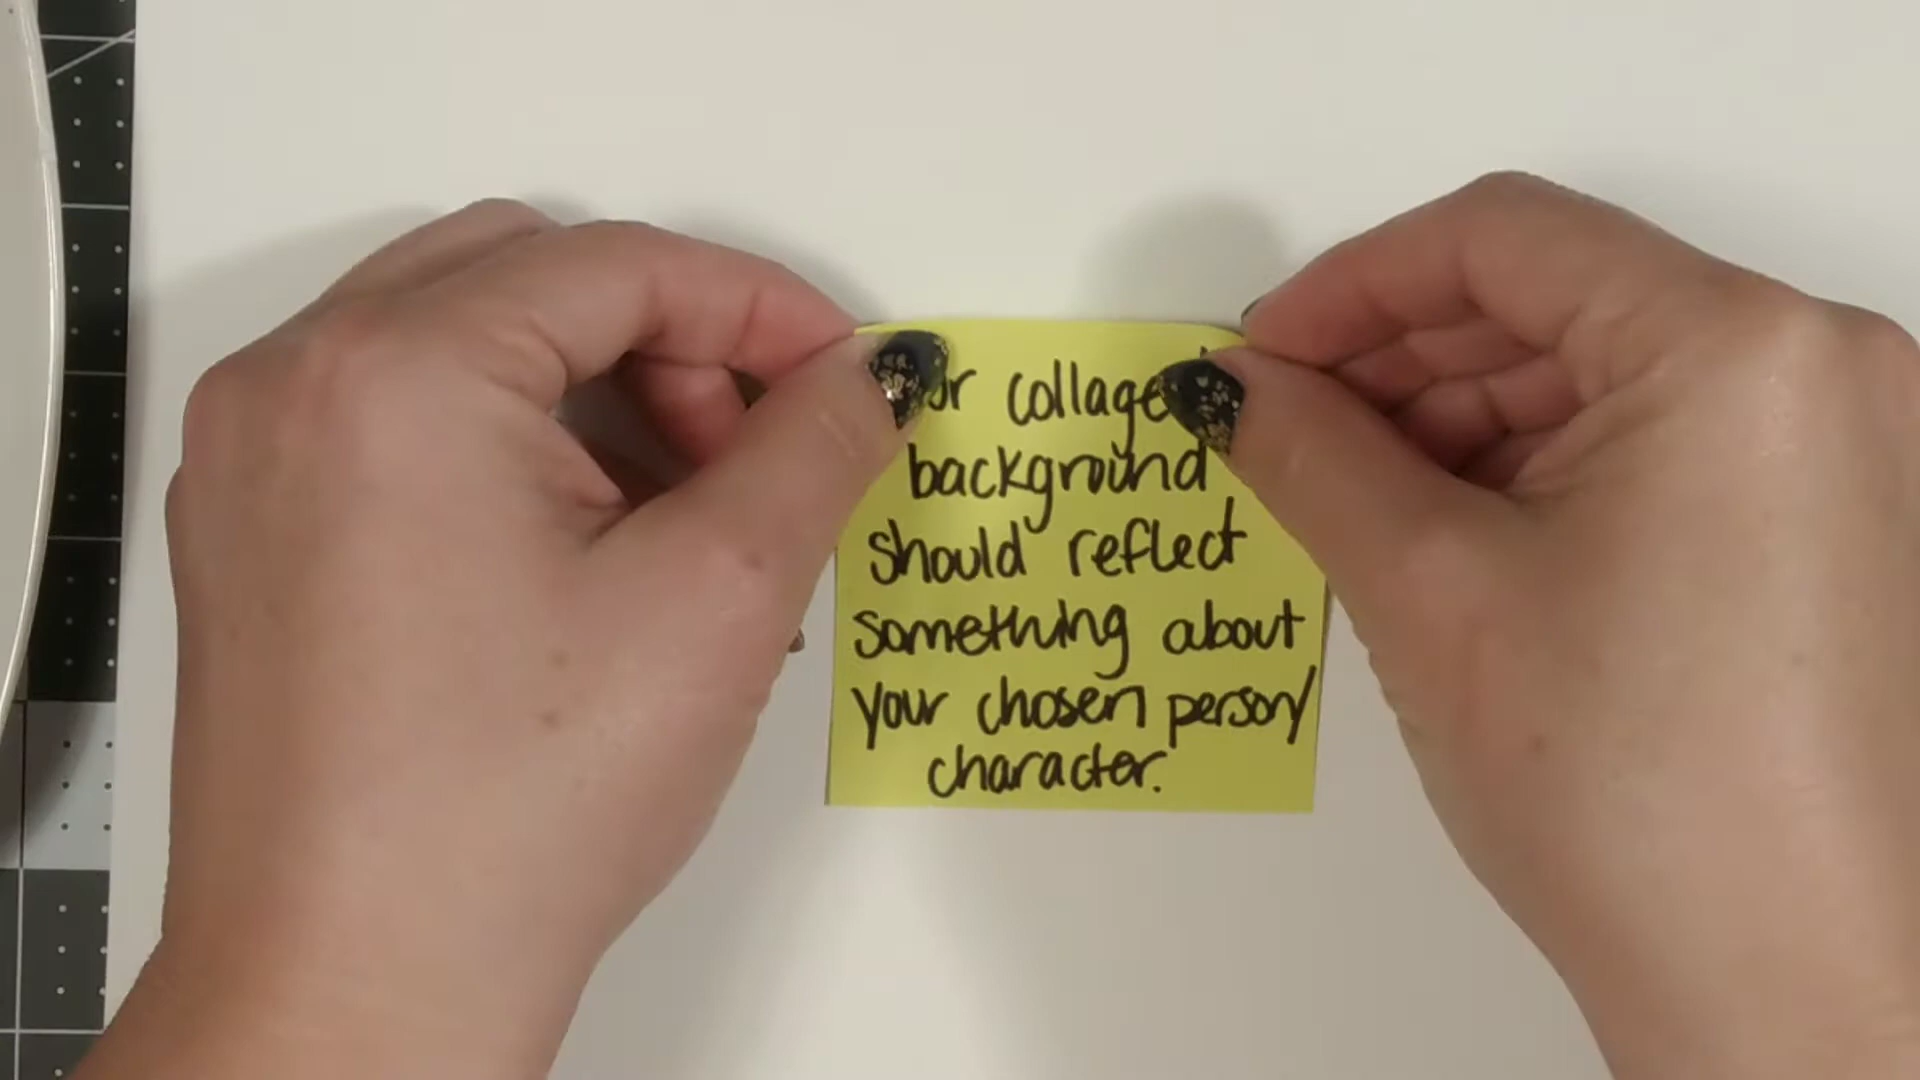 collage
background
should reflect
something about
your chosen person/
character.